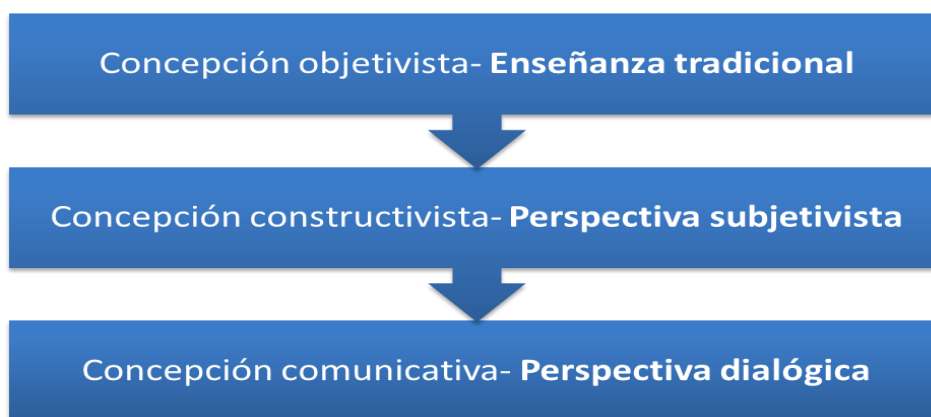 Concepción objetivista- Enseñanza tradicional
Concepción constructivista- Perspectiva subjetivista
Concepción comunicativa- Perspectiva dialógica